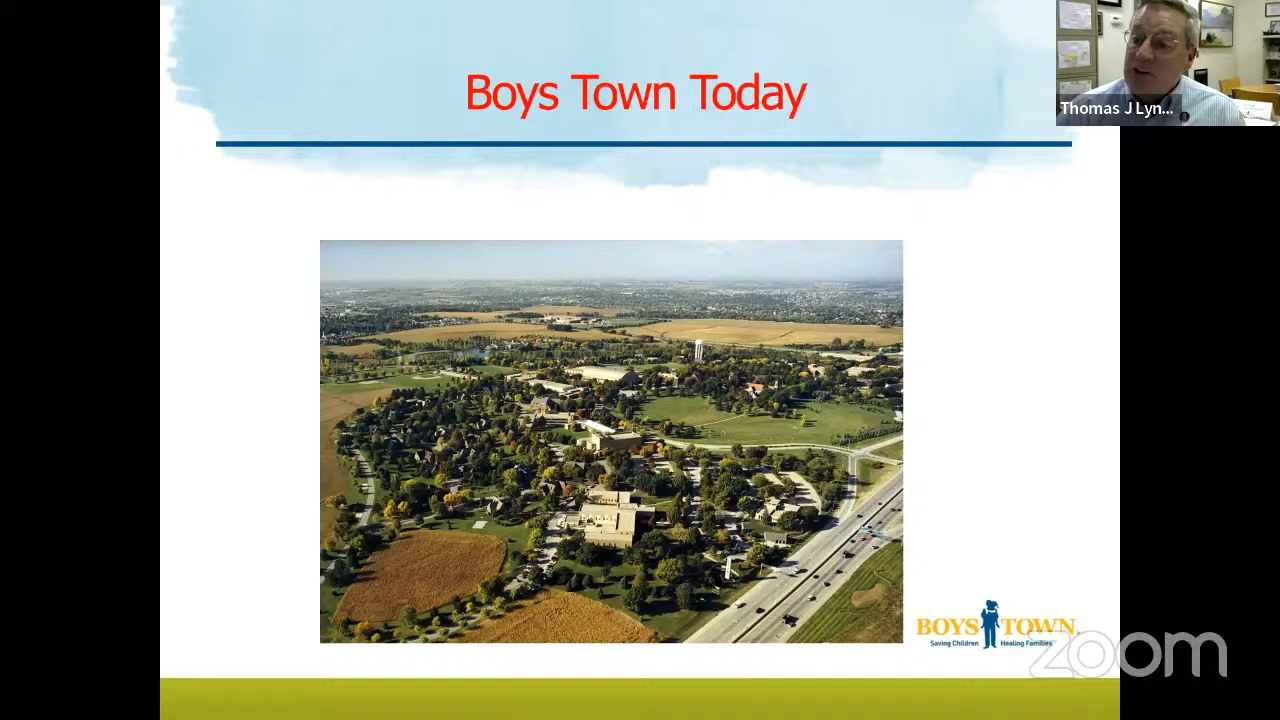 Boys Town Today
Thomas J Lyn...
BOYS TOWN
Saving Children Healing Families
zoom